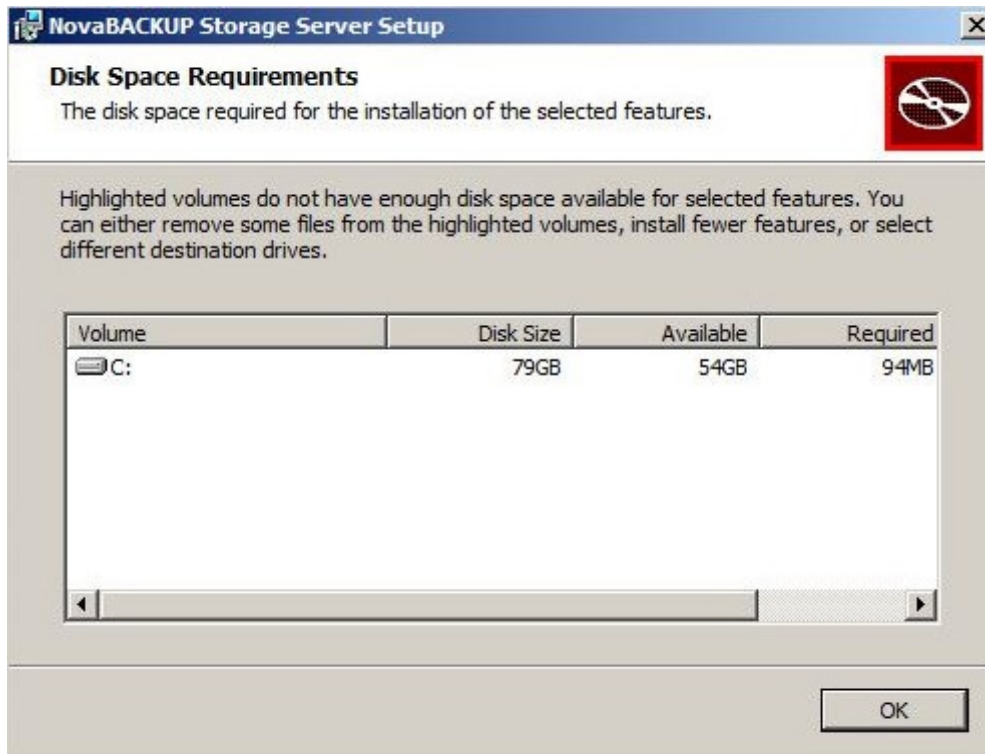 NovaBACKUP Storage Server Setup
Disk Space Requirements
The disk space required for the installation of the selected features.
Highlighted volumes do not have enough disk space available for selected features. You
can either remove some files from the highlighted volumes, install fewer features, or select
different destination drives.
Volume Disk Size Available Required
C: 79GB 54GB 94MB
OK